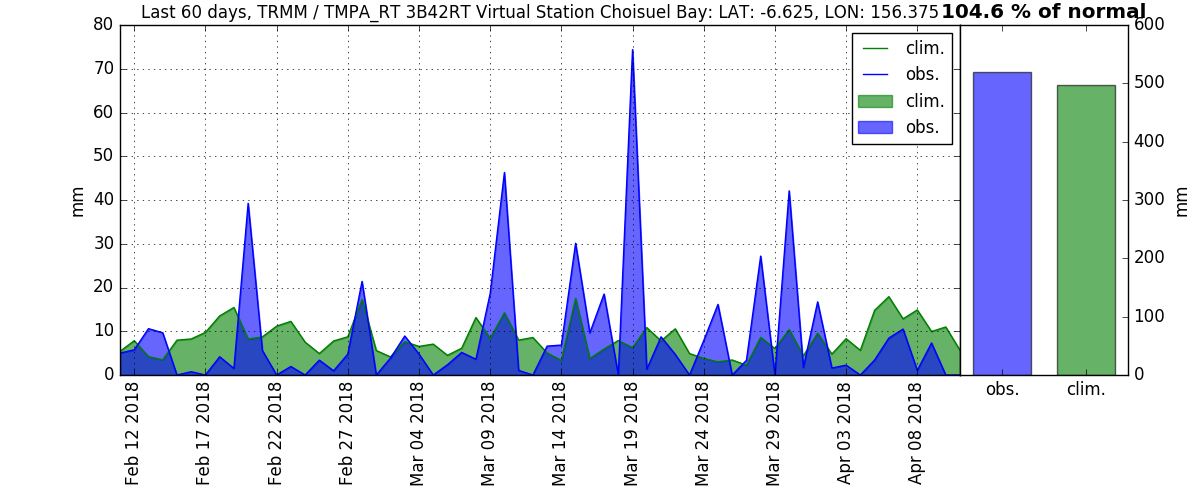 Last 60 days, TRMM / TMPA_RT 3B42RT Virtual Station Choisuel Bay: LAT: -6.625, LON: 156.375
104.6 % of normal
80
70
60
50
40
30
20
10
0
mm
clim.
obs.
clim.
obs.
Feb 12 2018
Feb 17 2018
Feb 22 2018
Feb 27 2018
Mar 04 2018
Mar 09 2018
Mar 14 2018
Mar 19 2018
Mar 24 2018
Mar 29 2018
Apr 03 2018
Apr 08 2018
600
500
400
300
200
100
0
mm
obs.
clim.